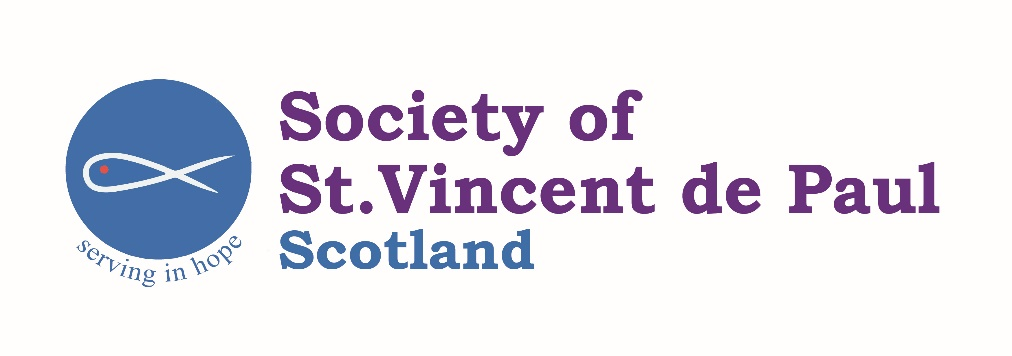 Society of
St.Vincent de Paul
Scotland
serving in hope